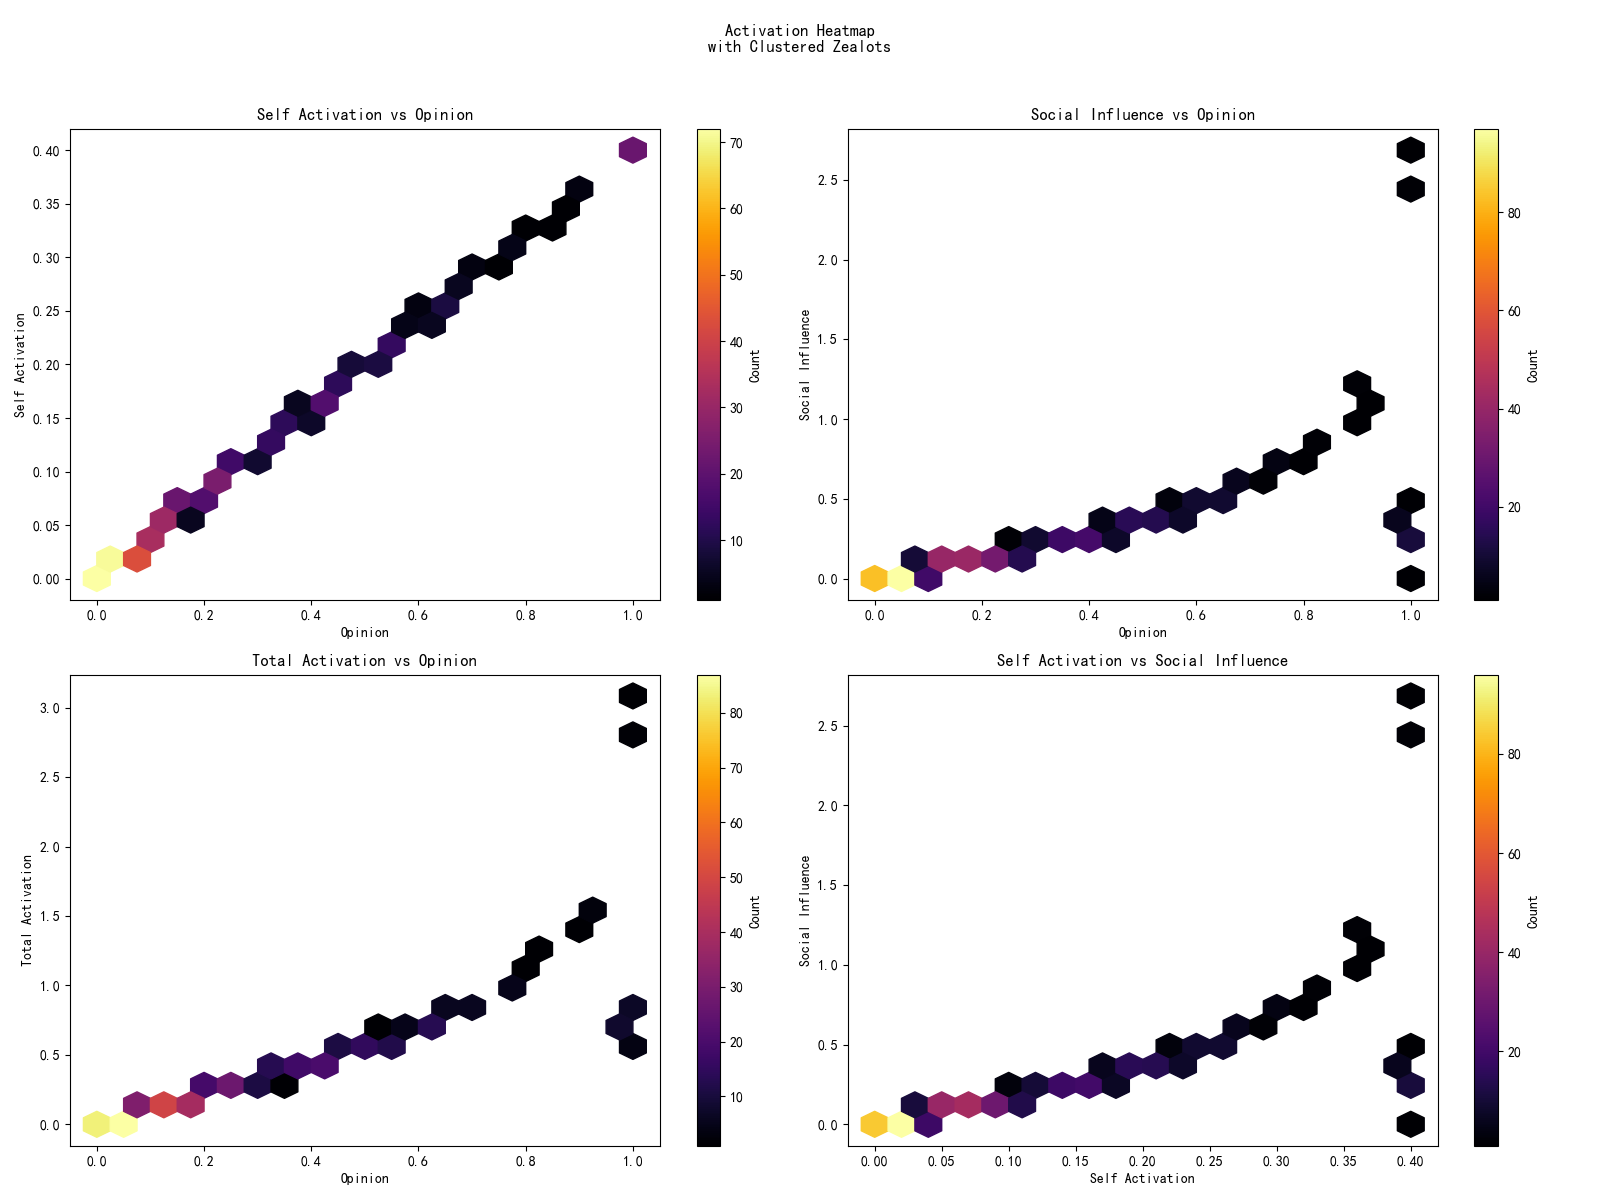 Activation Heatmap
with Clustered Zealots
Self Activation vs Opinion
0.40
0.35
0.30
0.25
0.20
0.15
0.10
0.05
0.00
Self Activation
0.0 0.2 0.4 0.6 0.8 1.0
Opinion
70
60
50
40
30
20
10
Count
Social Influence vs Opinion
2.5
2.0
1.5
1.0
0.5
0.0
Social Influence
0.0 0.2 0.4 0.6 0.8 1.0
Opinion
80
60
40
20
Count
Total Activation vs Opinion
3.0
2.5
2.0
1.5
1.0
0.5
0.0
Total Activation
0.0 0.2 0.4 0.6 0.8 1.0
Opinion
80
70
60
50
40
30
20
10
Count
Self Activation vs Social Influence
2.5
2.0
1.5
1.0
0.5
0.0
Social Influence
0.00 0.05 0.10 0.15 0.20 0.25 0.30 0.35 0.40
Self Activation
80
60
40
20
Count